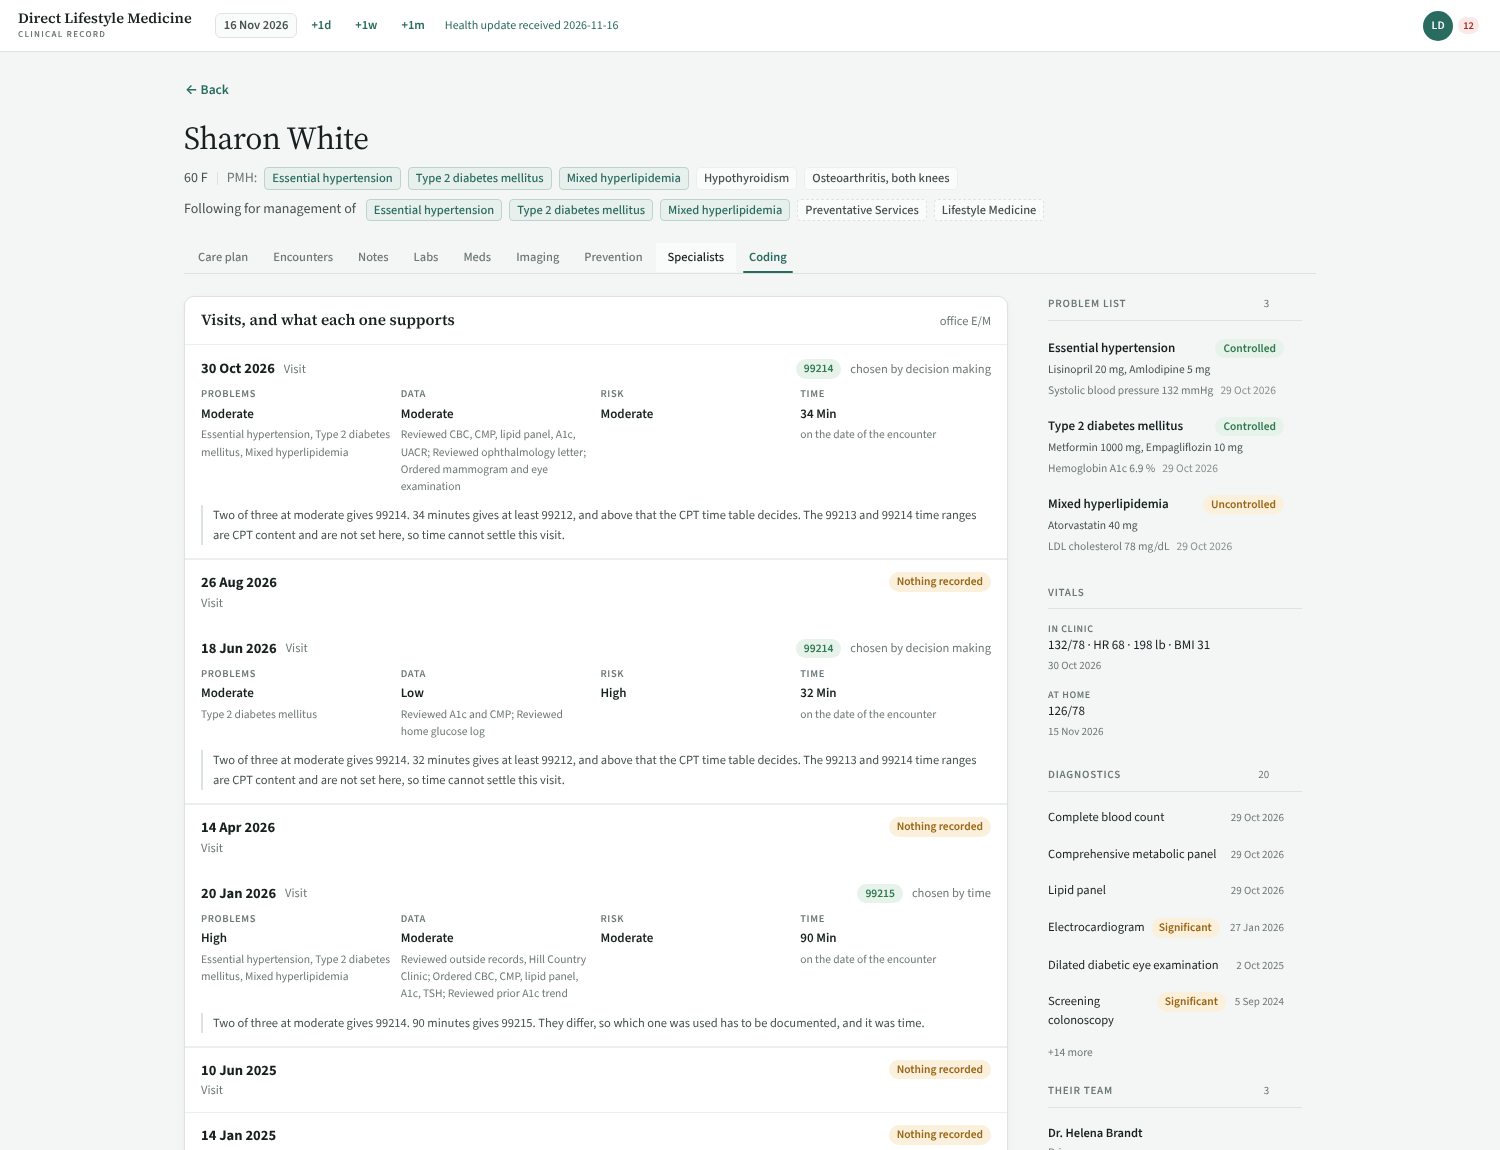 Direct Lifestyle Medicine
CLINICAL RECORD
16 Nov 2026
+1d
+1w
+1m
Health update received 2026-11-16
LD
12
← Back
Sharon White
60 F
PMH:
Essential hypertension
Type 2 diabetes mellitus
Mixed hyperlipidemia
Hypothyroidism
Osteoarthritis, both knees
Following for management of
Essential hypertension
Type 2 diabetes mellitus
Mixed hyperlipidemia
Preventative Services
Lifestyle Medicine
Care plan
Encounters
Notes
Labs
Meds
Imaging
Prevention
Specialists
Coding
Visits, and what each one supports
office E/M
30 Oct 2026 Visit
99214 chosen by decision making
PROBLEMS
Moderate
Essential hypertension, Type 2 diabetes
mellitus, Mixed hyperlipidemia
DATA
Moderate
Reviewed CBC, CMP, lipid panel, A1c,
UACR; Reviewed ophthalmology letter;
Ordered mammogram and eye
examination
RISK
Moderate
TIME
34 Min
on the date of the encounter
Two of three at moderate gives 99214. 34 minutes gives at least 99212, and above that the CPT time table decides. The 99213 and 99214 time ranges
are CPT content and are not set here, so time cannot settle this visit.
26 Aug 2026
Visit
Nothing recorded
18 Jun 2026 Visit
99214 chosen by decision making
PROBLEMS
Moderate
Type 2 diabetes mellitus
DATA
Low
Reviewed A1c and CMP; Reviewed
home glucose log
RISK
High
TIME
32 Min
on the date of the encounter
Two of three at moderate gives 99214. 32 minutes gives at least 99212, and above that the CPT time table decides. The 99213 and 99214 time ranges
are CPT content and are not set here, so time cannot settle this visit.
14 Apr 2026
Visit
Nothing recorded
20 Jan 2026 Visit
99215 chosen by time
PROBLEMS
High
Essential hypertension, Type 2 diabetes
mellitus, Mixed hyperlipidemia
DATA
Moderate
Reviewed outside records, Hill Country
Clinic; Ordered CBC, CMP, lipid panel,
A1c, TSH; Reviewed prior A1c trend
RISK
Moderate
TIME
90 Min
on the date of the encounter
Two of three at moderate gives 99214. 90 minutes gives 99215. They differ, so which one was used has to be documented, and it was time.
10 Jun 2025
Visit
Nothing recorded
14 Jan 2025
Nothing recorded
PROBLEM LIST 3
Essential hypertension Controlled
Lisinopril 20 mg, Amlodipine 5 mg
Systolic blood pressure 132 mmHg 29 Oct 2026
Type 2 diabetes mellitus Controlled
Metformin 1000 mg, Empagliflozin 10 mg
Hemoglobin A1c 6.9 % 29 Oct 2026
Mixed hyperlipidemia Uncontrolled
Atorvastatin 40 mg
LDL cholesterol 78 mg/dL 29 Oct 2026
VITALS
IN CLINIC
132/78 · HR 68 · 198 lb · BMI 31
30 Oct 2026
AT HOME
126/78
15 Nov 2026
DIAGNOSTICS 20
Complete blood count 29 Oct 2026
Comprehensive metabolic panel 29 Oct 2026
Lipid panel 29 Oct 2026
Electrocardiogram Significant 27 Jan 2026
Dilated diabetic eye examination 2 Oct 2025
Screening
colonoscopy
Significant 5 Sep 2024
+14 more
THEIR TEAM 3
Dr. Helena Brandt